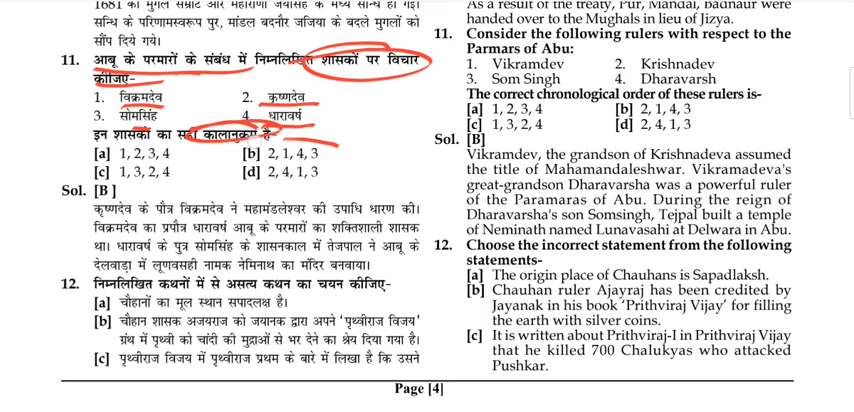 1681 को मुगल सम्राट और महाराणा जयसिंह के मध्य सन्धि हो गई।
सन्धि के परिणामस्वरूप पुर, मांडल बदनौर जजिया के बदले मुगलों को
सौंप दिये गये।
11. आबू के परमारों के संबंध में निम्नलिखित शासकों पर विचार
कीजिए-
1. विक्रमदेव 2. कृष्णदेव
3. सोमसिंह 4. धारावर्ष
इन शासकों का सही कालानुक्रम है-
[a] 1, 2, 3, 4 [b] 2, 1, 4, 3
[c] 1, 3, 2, 4 [d] 2, 4, 1, 3
Sol. [B ]
कृष्णदेव के पौत्र विक्रमदेव ने महामंडलेश्वर की उपाधि धारण की।
विक्रमदेव का प्रपौत्र धारावर्ष आबू के परमारों का शक्तिशाली शासक
था। धारावर्ष के पुत्र सोमसिंह के शासनकाल में तेजपाल ने आबू के
देलवाड़ा में लूणवसही नामक नेमिनाथ का मंदिर बनवाया।
12. निम्नलिखित कथनों में से असत्य कथन का चयन कीजिए-
[a] चौहानों का मूल स्थान सपादलक्ष है।
[b] चौहान शासक अजयराज को जयानक द्वारा अपने ‘पृथ्वीराज विजय’
ग्रंथ में पृथ्वी को चांदी की मुद्राओं से भर देने का श्रेय दिया गया है।
[c] पृथ्वीराज विजय में पृथ्वीराज प्रथम के बारे में लिखा है कि उसने
As a result of the treaty, Pur, Mandal, Badnaur were
handed over to the Mughals in lieu of Jizya.
11. Consider the following rulers with respect to the
Parmars of Abu:
1. Vikramdev 2. Krishnadev
3. Som Singh 4. Dharavarsh
The correct chronological order of these rulers is-
[a] 1, 2, 3, 4 [b] 2, 1, 4, 3
[c] 1, 3, 2, 4 [d] 2, 4, 1, 3
Sol. [B]
Vikramdev, the grandson of Krishnadeva assumed
the title of Mahamandaleshwar. Vikramadeva's
great-grandson Dharavarsha was a powerful ruler
of the Paramaras of Abu. During the reign of
Dharavarsha's son Somsingh, Tejpal built a temple
of Neminath named Lunavasahi at Delwara in Abu.
12. Choose the incorrect statement from the following
statements-
[a] The origin place of Chauhans is Sapadlaksh.
[b] Chauhan ruler Ajayraj has been credited by
Jayanak in his book ‘Prithviraj Vijay’ for filling
the earth with silver coins.
[c] It is written about Prithviraj-I in Prithviraj Vijay
that he killed 700 Chalukyas who attacked
Pushkar.
Page [4]